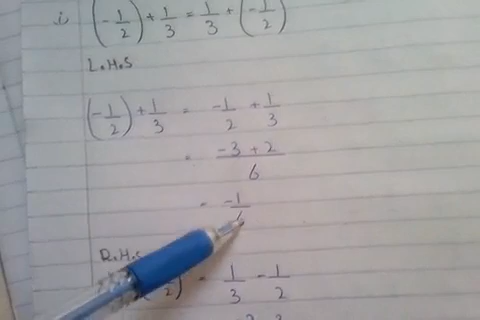 i, (-1/2) + 1/3 = 1/3 + (-1/2)
L.H.S
(-1/2) + 1/3 = -1/2 + 1/3
= -3 + 2/6
= -1/6
R.H.S
2) = 1/3 - 1/2